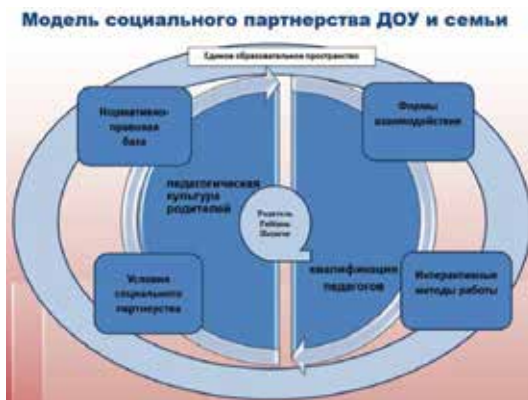 Модель социального партнерства ДОУ и семьи
Единое образовательное пространство
Нормативно-
правовая
база
Формы
взаимодействия
педагогическая
культура
родителей
Родитель
Ребёнок
Педагог
Условия
социального
партнерства
квалификация
педагогов
Интерактивные
методы работы